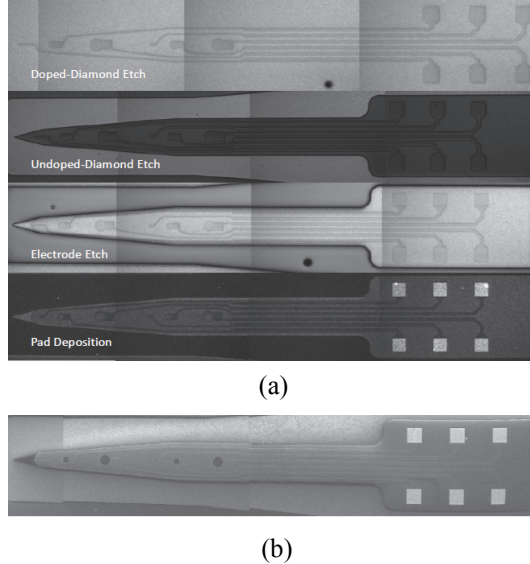 Doped-Diamond Etch
Undoped-Diamond Etch
Electrode Etch
Pad Deposition
(a)
(b)